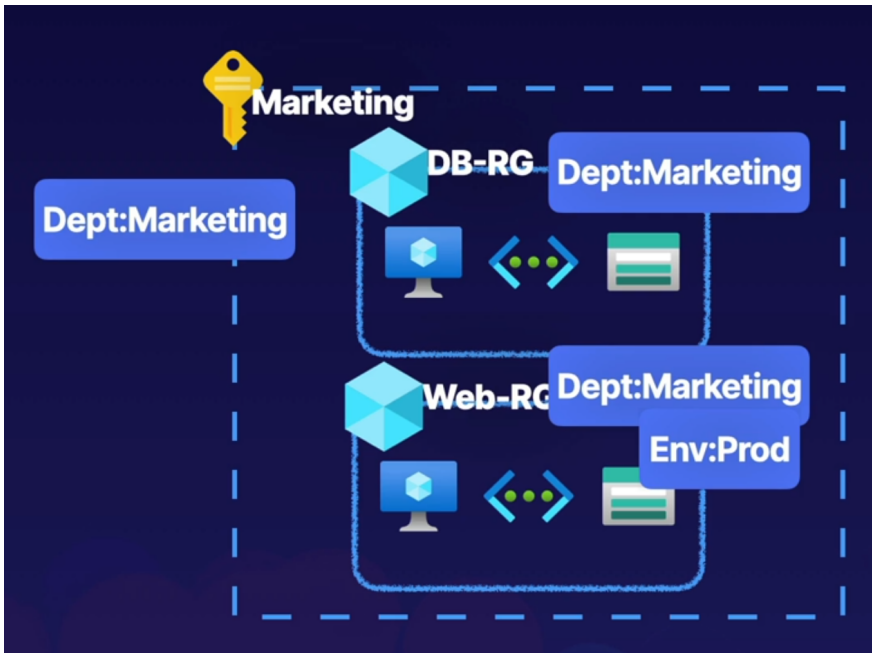 Marketing
DB-RG
Dept:Marketing
Dept:Marketing
Web-RG
Dept:Marketing
Env:Prod